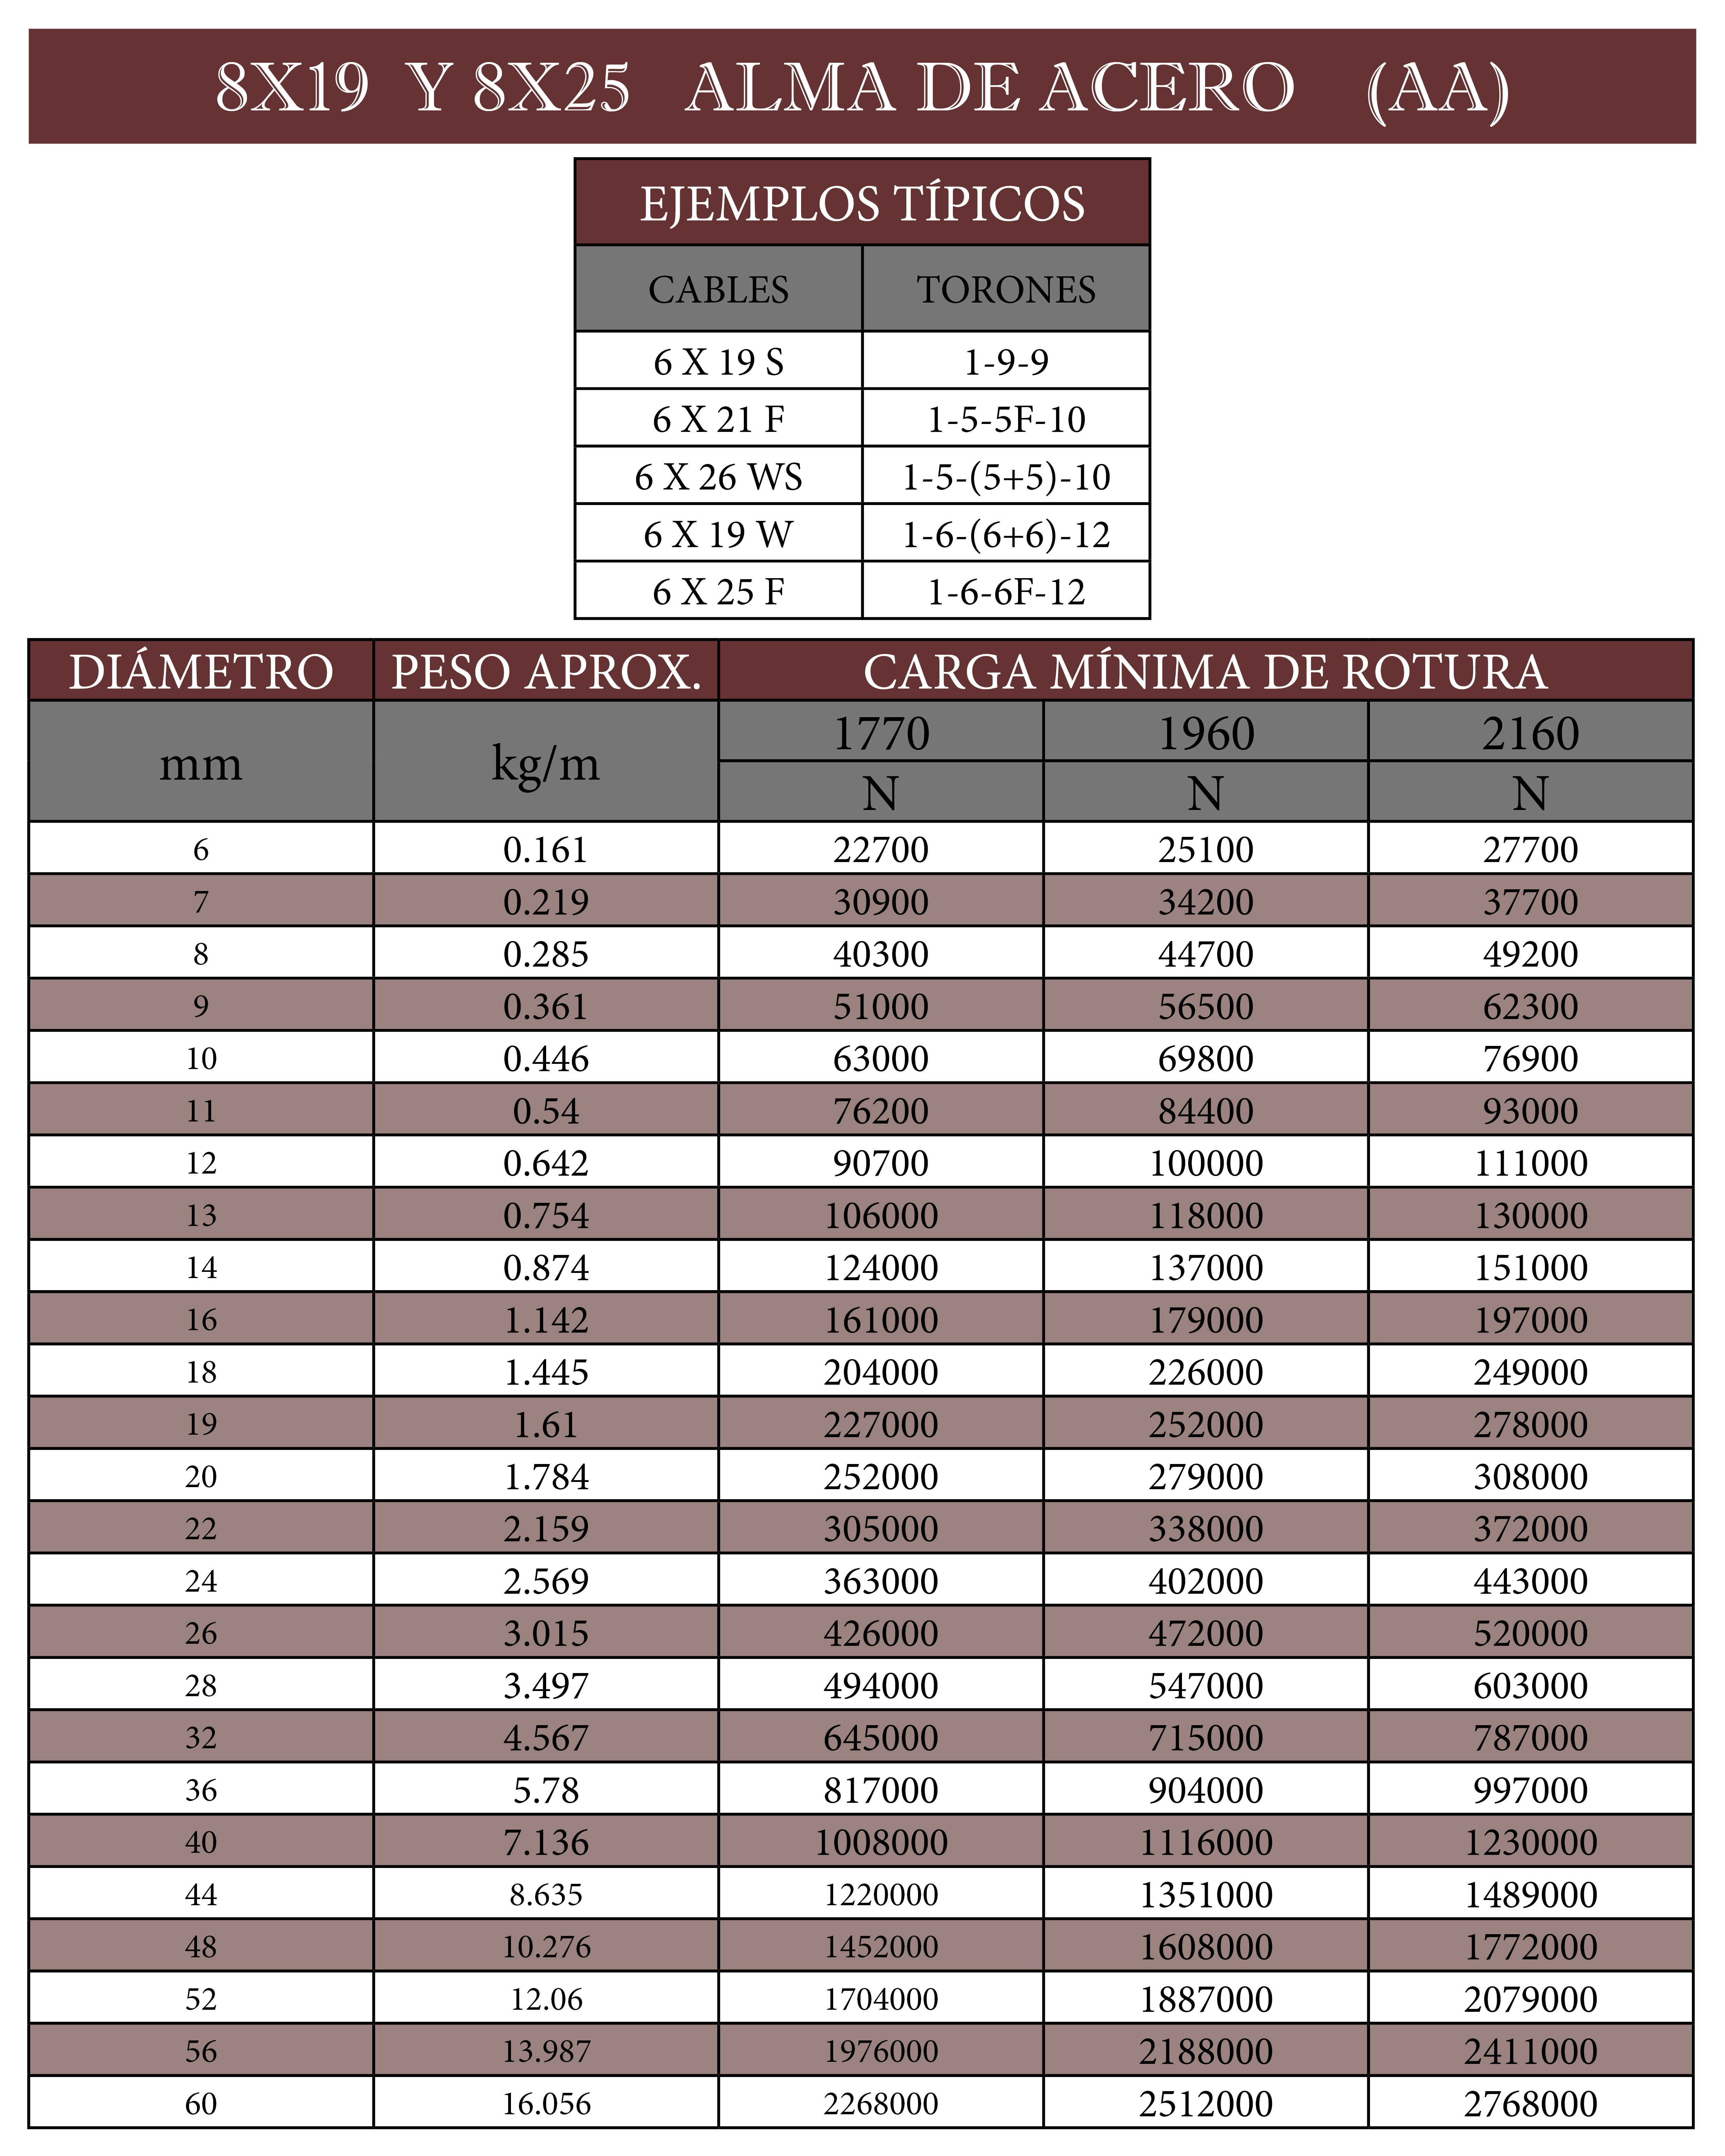 8X19 Y 8X25 ALMA DE ACERO (AA)
EJEMPLOS TÍPICOS
CABLES TORONES
6 X 19 S 1-9-9
6 X 21 F 1-5-5F-10
6 X 26 WS 1-5-(5+5)-10
6 X 19 W 1-6-(6+6)-12
6 X 25 F 1-6-6F-12
DIÁMETRO PESO APROX. CARGA MÍNIMA DE ROTURA
mm kg/m 1770 1960 2160
N N N
6 0.161 22700 25100 27700
7 0.219 30900 34200 37700
8 0.285 40300 44700 49200
9 0.361 51000 56500 62300
10 0.446 63000 69800 76900
11 0.54 76200 84400 93000
12 0.642 90700 100000 111000
13 0.754 106000 118000 130000
14 0.874 124000 137000 151000
16 1.142 161000 179000 197000
18 1.445 204000 226000 249000
19 1.61 227000 252000 278000
20 1.784 252000 279000 308000
22 2.159 305000 338000 372000
24 2.569 363000 402000 443000
26 3.015 426000 472000 520000
28 3.497 494000 547000 603000
32 4.567 645000 715000 787000
36 5.78 817000 904000 997000
40 7.136 1008000 1116000 1230000
44 8.635 1220000 1351000 1489000
48 10.276 1452000 1608000 1772000
52 12.06 1704000 1887000 2079000
56 13.987 1976000 2188000 2411000
60 16.056 2268000 2512000 2768000